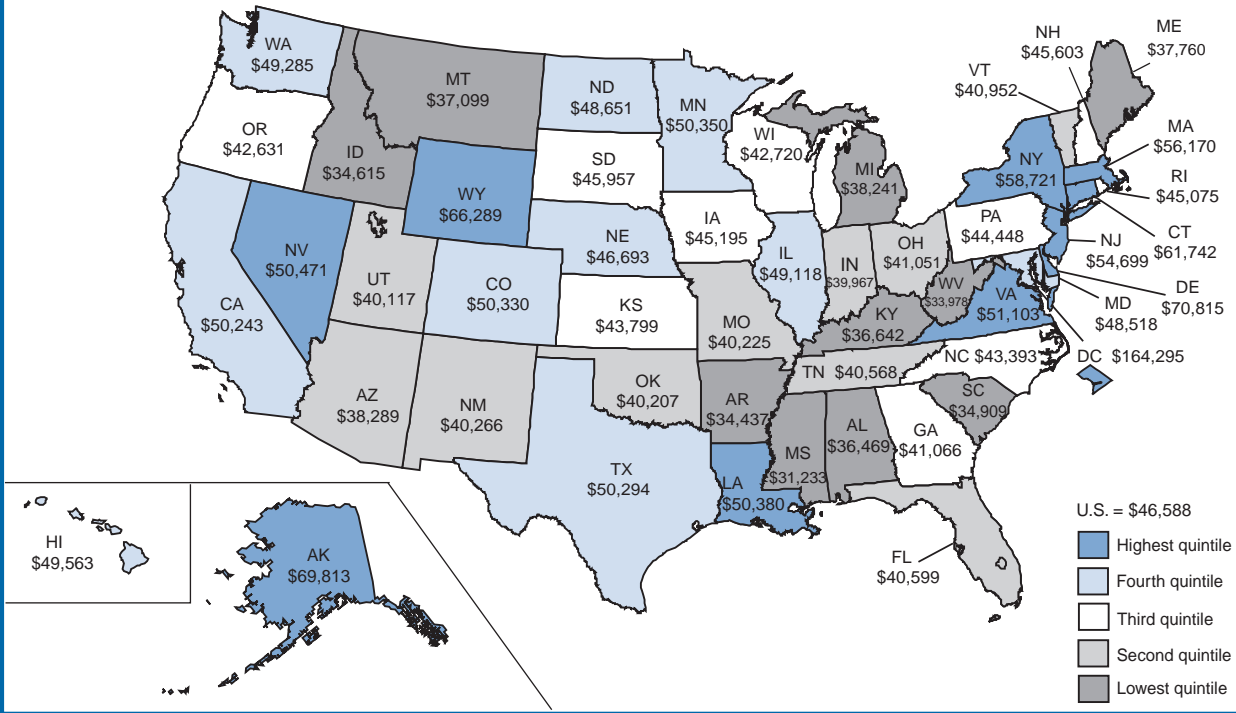 WA
$49,285
OR
$42,631
CA
$50,243
NV
$50,471
ID
$34,615
MT
$37,099
WY
$66,289
UT
$40,117
AZ
$38,289
CO
$50,330
NM
$40,266
ND
$48,651
SD
$45,957
NE
$46,693
KS
$43,799
OK
$40,207
TX
$50,294
MN
$50,350
IA
$45,195
MO
$40,225
AR
$34,437
LA
$50,380
WI
$42,720
IL
$49,118
MI
$38,241
IN
$39,967
OH
$41,051
KY
$36,642
TN $40,568
MS
$31,233
AL
$36,469
GA
$41,066
FL
$40,599
SC
$34,909
NC $43,393
VA
$51,103
WV
$33,978
PA
$44,448
NY
$58,721
VT
$40,952
NH
$45,603
ME
$37,760
MA
$56,170
RI
$45,075
CT
$61,742
NJ
$54,699
DE
$70,815
MD
$48,518
DC $164,295
HI
$49,563
AK
$69,813
U.S. = $46,588
Highest quintile
Fourth quintile
Third quintile
Second quintile
Lowest quintile